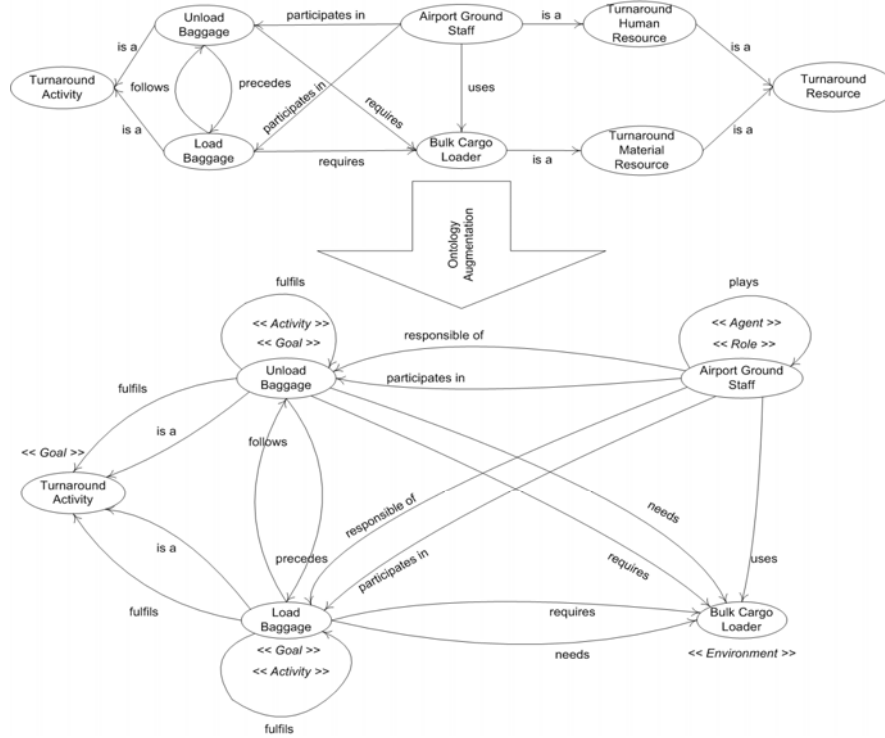 Unload
Baggage
participates in
Airport Ground
Staff
is a
Turnaround
Human
Resource
is a
is a
Turnaround
Activity
follows
precedes
participates in
requires
uses
Turnaround
Resource
is a
Load
Baggage
requires
Bulk Cargo
Loader
is a
Turnaround
Material
Resource
is a
Ontology
Augmentation
fulfils
<< Activity >>
<< Goal >>
Unload
Baggage
responsible of
participates in
plays
<< Agent >>
<< Role >>
Airport Ground
Staff
fulfils
is a
follows
<< Goal >>
Turnaround
Activity
responsible of
needs
is a
precedes
participates in
requires
uses
fulfils
Load
Baggage
requires
Bulk Cargo
Loader
<< Goal >>
<< Activity >>
needs
<< Environment >>
fulfils